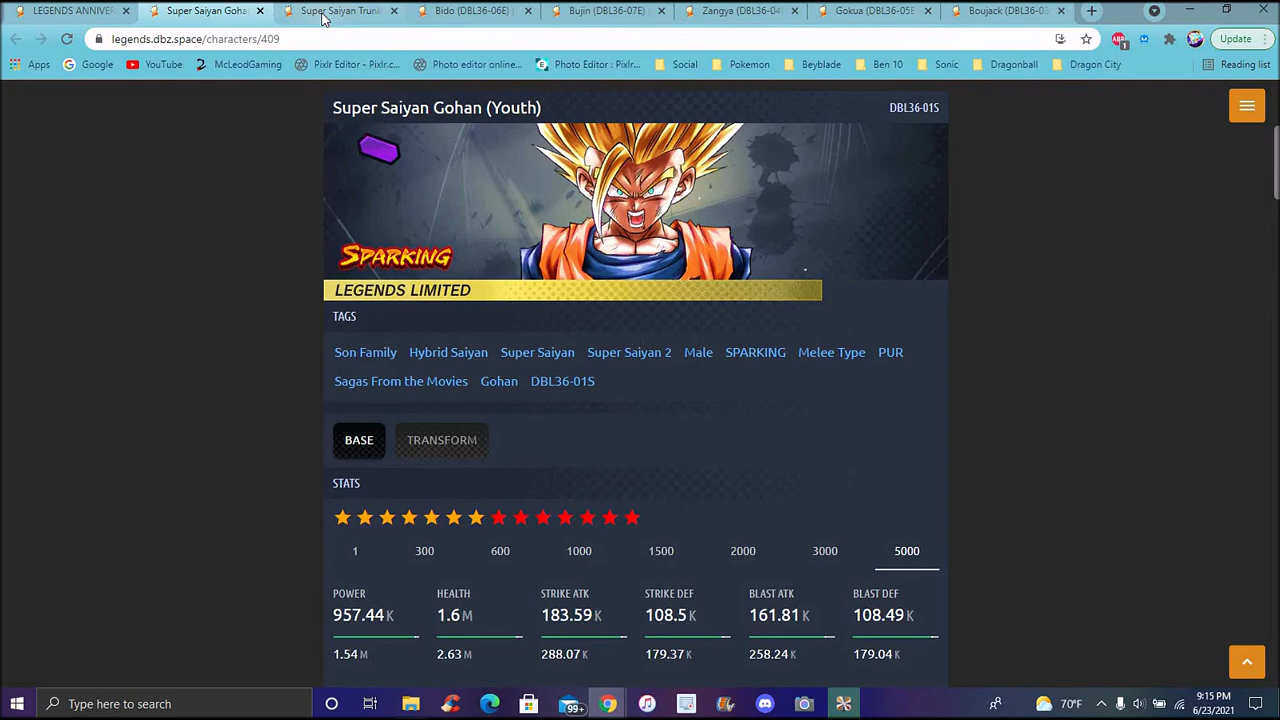 LEGENDS ANNIVER
Super Saiyan Goha
Super Saiyan Trunk
Bido (DBL36-06E)
Bujin (DBL36-07E)
Zangya (DBL36-04
Gokua (DBL36-05E
Boujack (DBL36-03
legends.dbz.space/characters/409
1
Update
Apps
Google
YouTube
McLeodGaming
Pixlr Editor - Pixlr.c...
Photo editor online...
Photo Editor : Pixlr...
Social
Pokemon
Beyblade
Ben 10
Sonic
Dragonball
Dragon City
Reading list
Super Saiyan Gohan (Youth)
DBL36-01S
SPARKING
LEGENDS LIMITED
TAGS
Son Family Hybrid Saiyan Super Saiyan Super Saiyan 2 Male SPARKING Melee Type PUR
Sagas From the Movies Gohan DBL36-01S
BASE TRANSFORM
STATS
1 300 600 1000 1500 2000 3000 5000
POWER HEALTH STRIKE ATK STRIKE DEF BLAST ATK BLAST DEF
957.44 K 1.6 M 183.59 K 108.5 K 161.81 K 108.49 K
1.54 M 2.63 M 288.07 K 179.37 K 258.24 K 179.04 K
Type here to search
99+
70°F
9:15 PM
6/23/2021